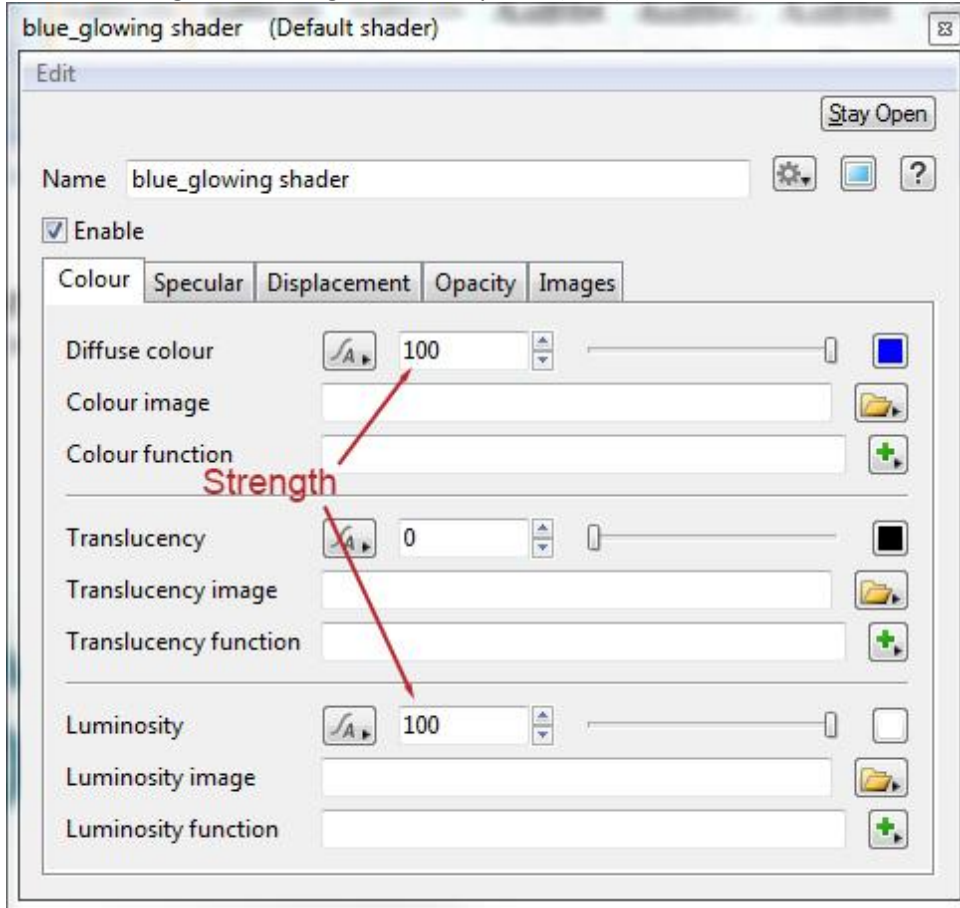 blue_glowing shader (Default shader)
Edit
Stay Open
Name blue_glowing shader
?
Enable
Colour Specular Displacement Opacity Images
Diffuse colour A 100
Colour image
Colour function
Strength
Translucency A 0
Translucency image
Translucency function
Luminosity A 100
Luminosity image
Luminosity function